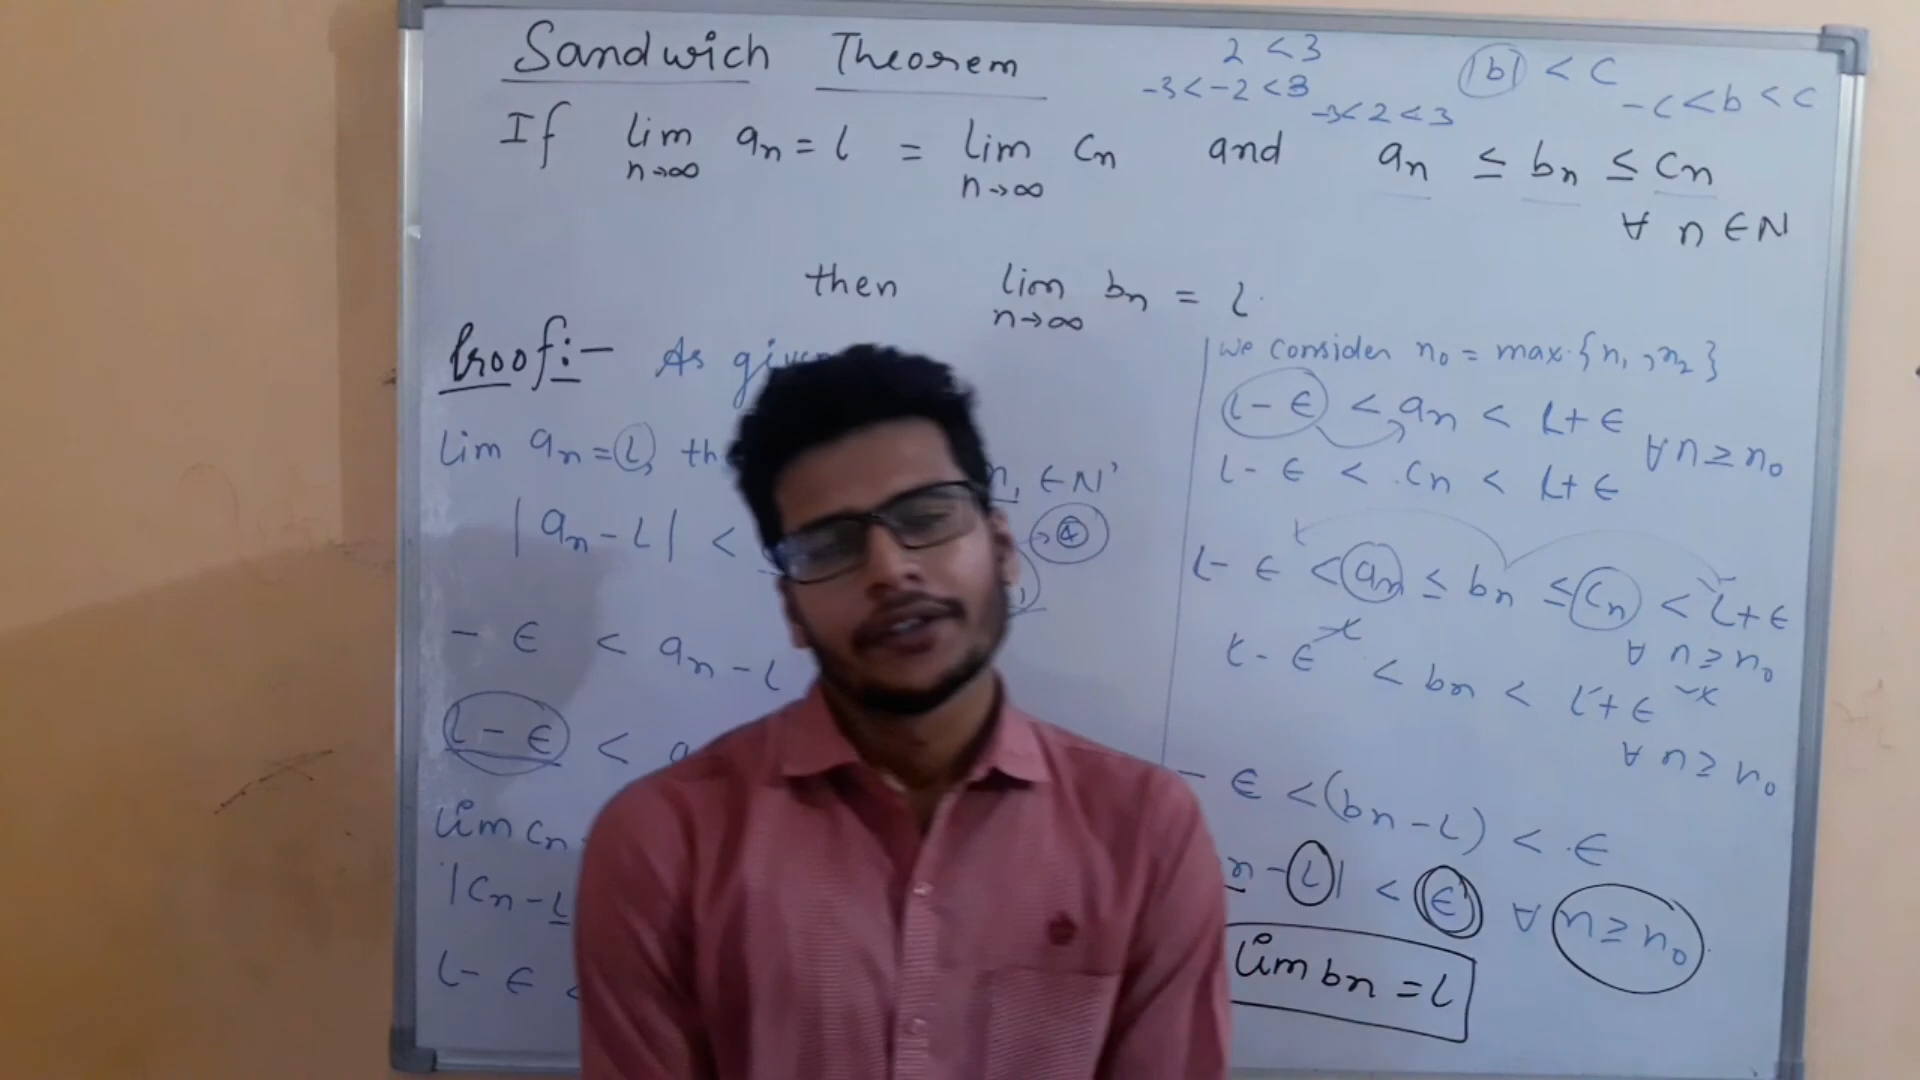 Sandwich Theorem
2 < 3
-3 < -2 < 3
-3 < 2 < 3
|b| < C
-c < b < c
If lim n→∞ an = l = lim n→∞ Cn and an ≤ bn ≤ Cn
∀ n ∈ N
then lim n→∞ bn = l.
Proof:- As given
lim an = l,
n1 ∈ N
|an - l| <
④
- ∈ < an - l
l - ∈ <
lim cn
|Cn - l
l - ∈ <
we consider n0 = max.{n1, n2}
l - ∈ < an < l + ∈
∀ n ≥ n0
l - ∈ < cn < l + ∈
l - ∈ < an ≤ bn ≤ Cn < l + ∈
∀ n ≥ n0
l - ∈ < bn < l + ∈
∀ n ≥ n0
- ∈ < (bn - l) < ∈
n - l| < ∈ ∀ n ≥ n0
lim bn = l